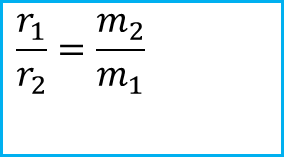 r₁/r₂ = m₂/m₁